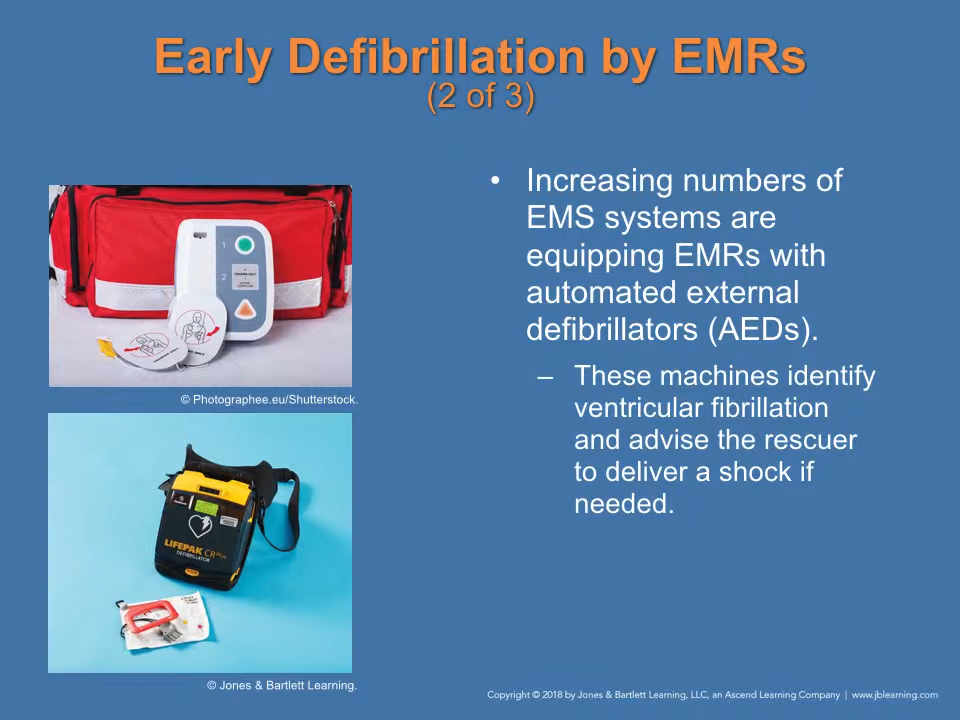 Early Defibrillation by EMRs
(2 of 3)
• Increasing numbers of
EMS systems are
equipping EMRs with
automated external
defibrillators (AEDs).
– These machines identify
ventricular fibrillation
and advise the rescuer
to deliver a shock if
needed.
1
2
© Photographee.eu/Shutterstock.
LIFEPAK CR Plus
DEFIBRILLATOR
© Jones & Bartlett Learning.
Copyright © 2018 by Jones & Bartlett Learning, LLC, an Ascend Learning Company | www.jblearning.com